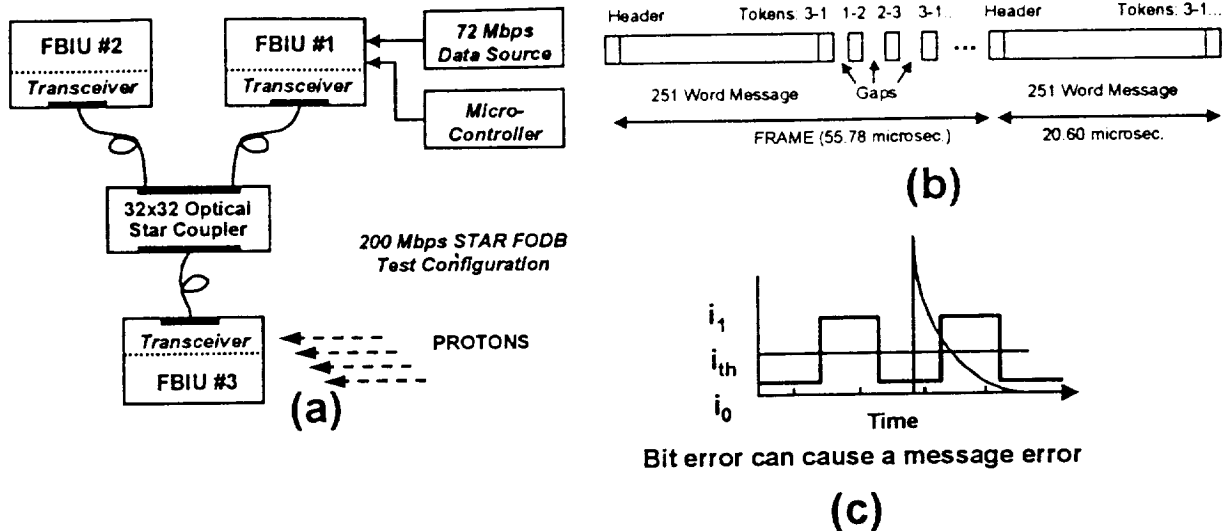 FBIU #2
Transceiver
FBIU #1
Transceiver
72 Mbps
Data Source
Micro-
Controller
32x32 Optical
Star Coupler
200 Mbps STAR FODB
Test Configuration
Transceiver
FBIU #3
PROTONS
(a)
Header Tokens: 3-1 1-2 2-3 3-1.. Header Tokens: 3-1...
...
251 Word Message Gaps 251 Word Message
FRAME (55.78 microsec.) 20.60 microsec.
(b)
i1
ith
i0
Time
Bit error can cause a message error
(c)